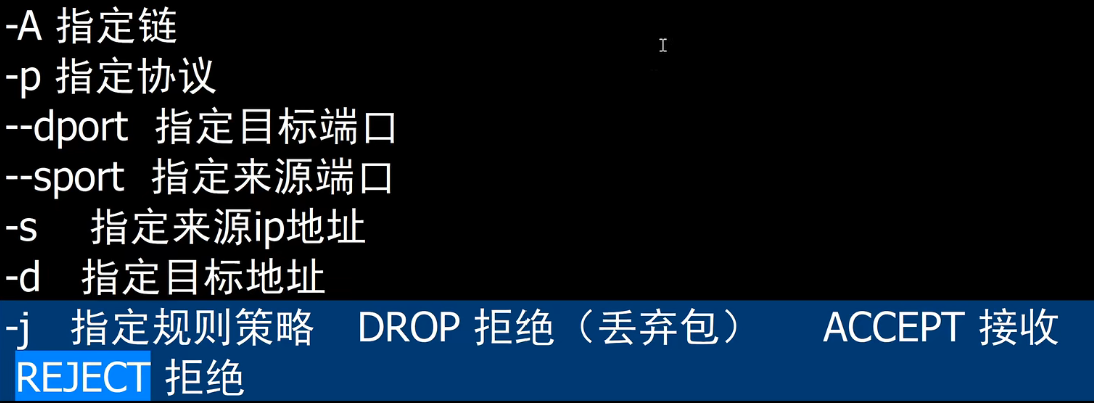 -A 指定链
-p 指定协议
--dport 指定目标端口
--sport 指定来源端口
-s 指定来源ip地址
-d 指定目标地址
-j 指定规则策略 DROP 拒绝（丢弃包） ACCEPT 接收
REJECT 拒绝